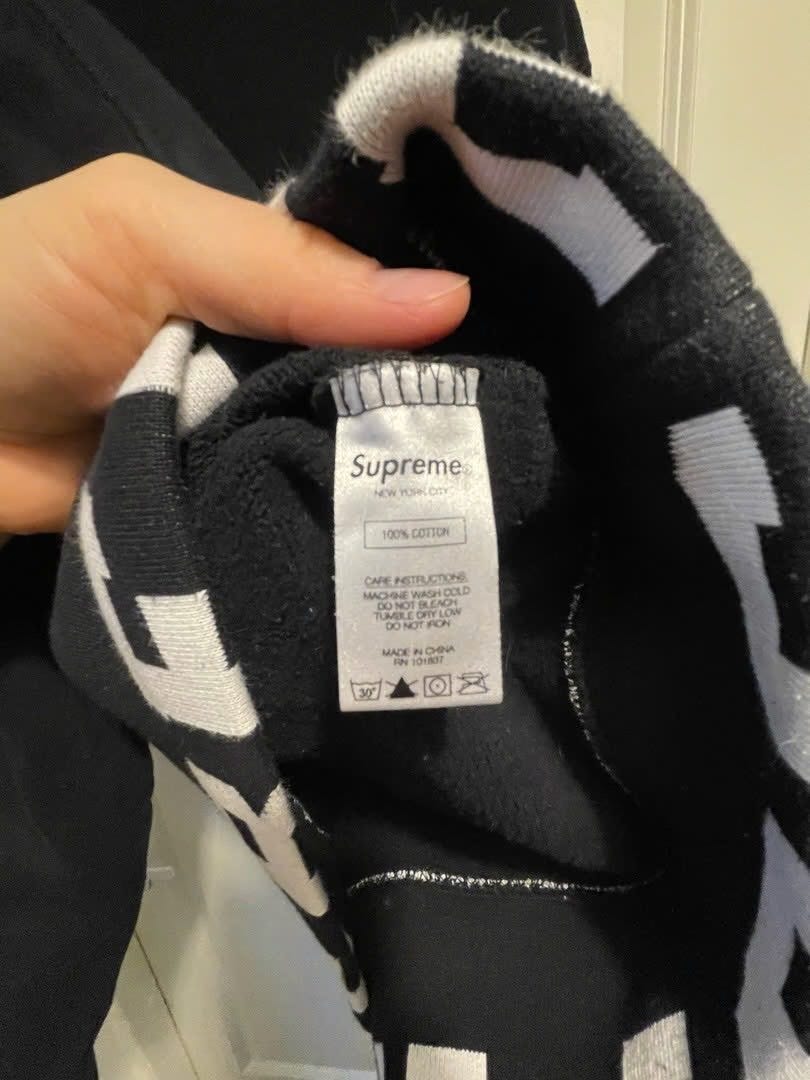 Supreme®
NEW YORK CITY
100% COTTON
CARE INSTRUCTIONS:
MACHINE WASH COLD
DO NOT BLEACH
TUMBLE DRY LOW
DO NOT IRON
MADE IN CHINA
RN 101837
30°